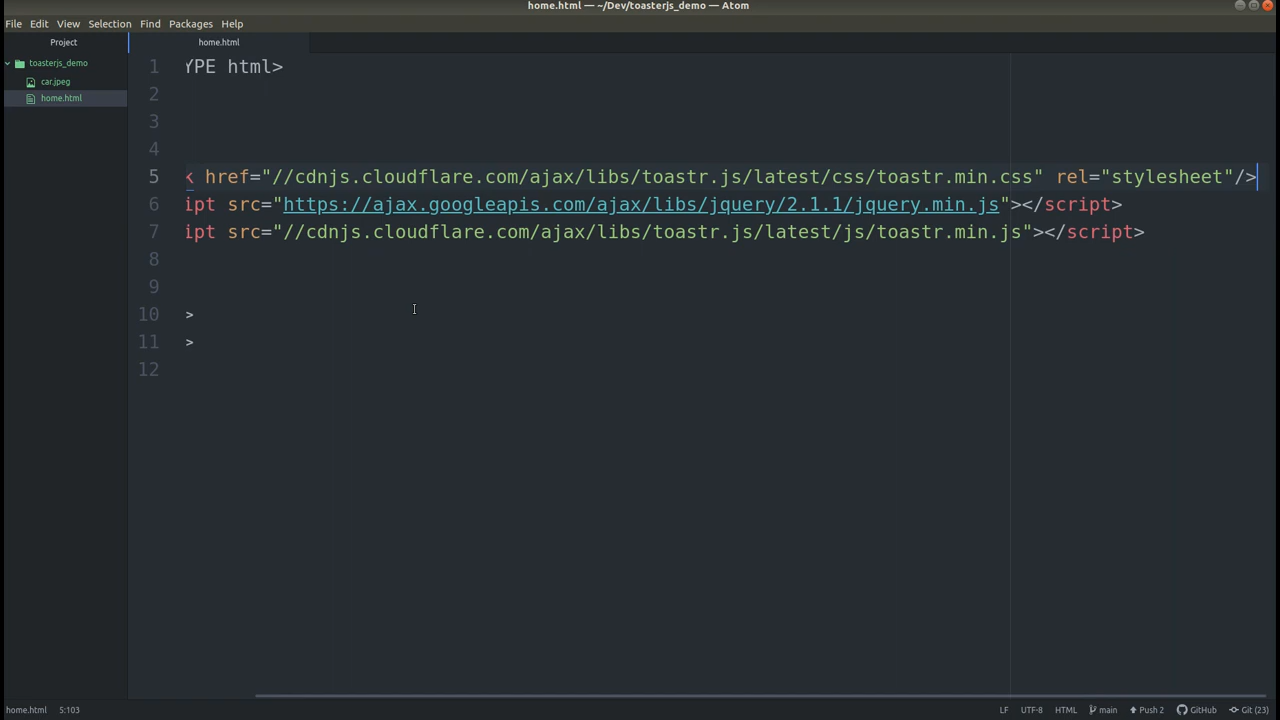 home.html — ~/Dev/toasterjs_demo — Atom
File Edit View Selection Find Packages Help
Project
home.html
toasterjs_demo
car.jpeg
home.html
1 YPE html>
2
3
4
5 k href="//cdnjs.cloudflare.com/ajax/libs/toastr.js/latest/css/toastr.min.css" rel="stylesheet"/>
6 ipt src="https://ajax.googleapis.com/ajax/libs/jquery/2.1.1/jquery.min.js"></script>
7 ipt src="//cdnjs.cloudflare.com/ajax/libs/toastr.js/latest/js/toastr.min.js"></script>
8
9
10 >
11 >
12
home.html 5:103 LF UTF-8 HTML main Push 2 GitHub Git (23)